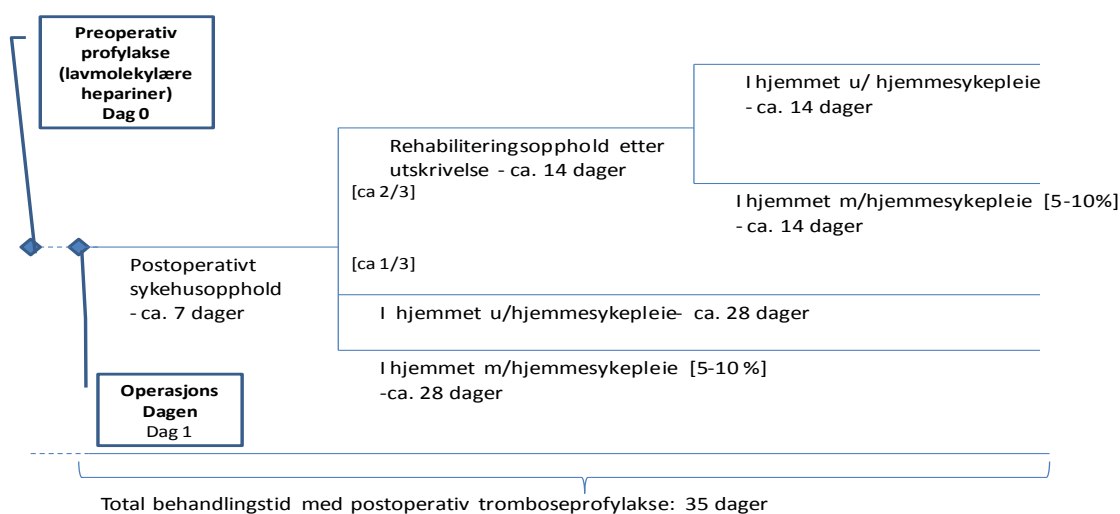 Preoperativ
profylakse
(lavmolekylære
hepariner)
Dag 0
I hjemmet u/ hjemmesykepleie
- ca. 14 dager
Rehabiliteringsopphold etter
utskrivelse - ca. 14 dager
[ca 2/3]
I hjemmet m/hjemmesykepleie [5-10%]
- ca. 14 dager
Postoperativt
sykehusopphold
- ca. 7 dager
[ca 1/3]
I hjemmet u/hjemmesykepleie- ca. 28 dager
I hjemmet m/hjemmesykepleie [5-10 %]
-ca. 28 dager
Operasjons
Dagen
Dag 1
Total behandlingstid med postoperativ tromboseprofylakse: 35 dager